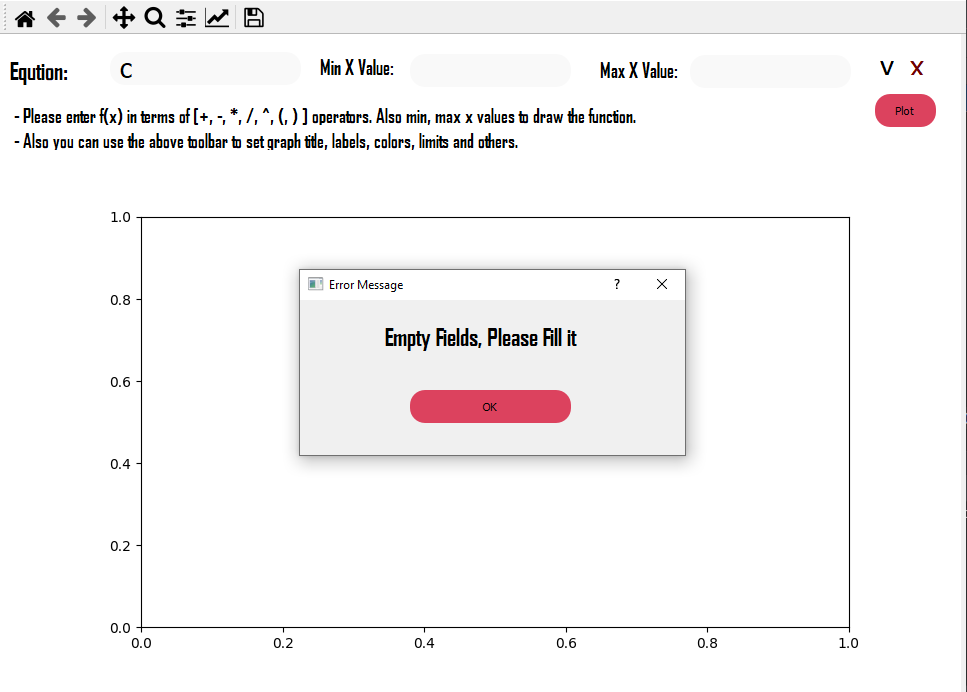 Eqution:
C
Min X Value:
Max X Value:
V
X
- Please enter f(x) in terms of [+, -, *, /, ^, (, ) ] operators. Also min, max x values to draw the function.
Plot
- Also you can use the above toolbar to set graph title, labels, colors, limits and others.
1.0
Error Message
?
0.8
Empty Fields, Please Fill it
0.6
OK
0.4
0.2
0.0
0.0 0.2 0.4 0.6 0.8 1.0